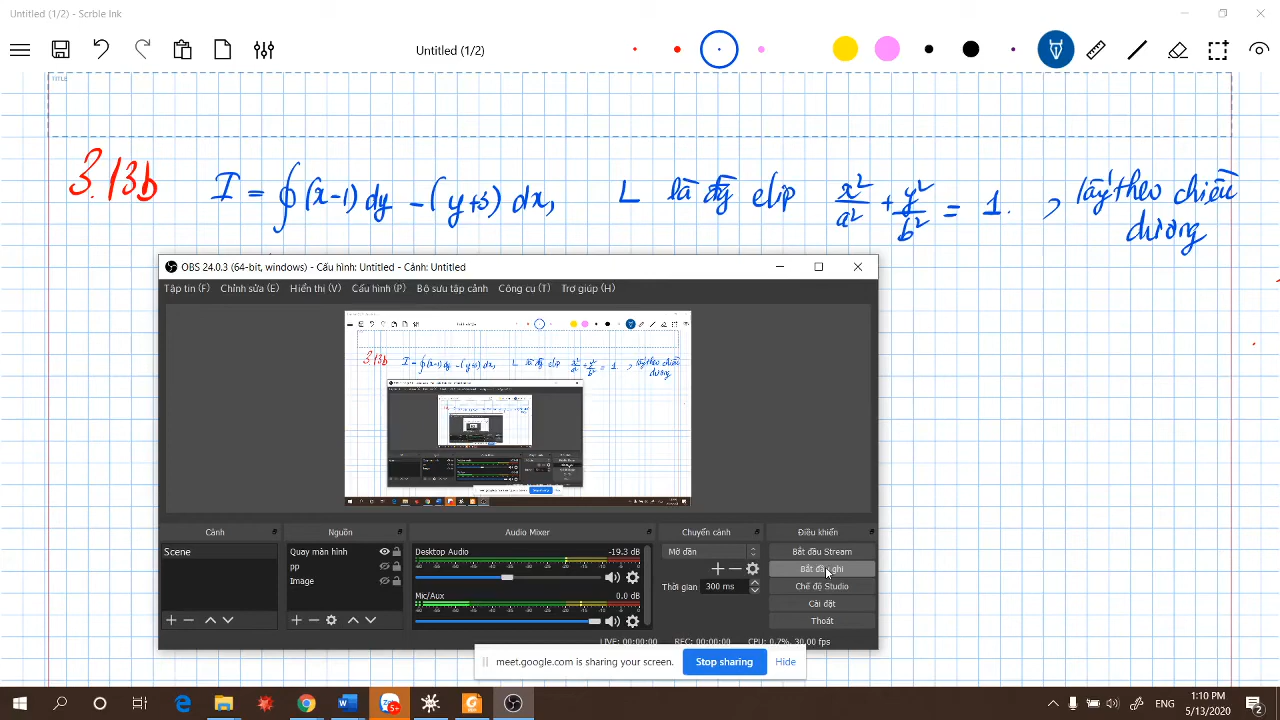 Untitled (1/2) - Scrble Ink
Untitled (1/2)
TITLE
3.13b I = ∮(x-1)dy - (y+3)dx, L là đg elip x²/a² + y²/b² = 1. , lấy theo chiều
dương
OBS 24.0.3 (64-bit, windows) - Cấu hình: Untitled - Cảnh: Untitled
Tập tin (F) Chỉnh sửa (E) Hiển thị (V) Cấu hình (P) Bộ sưu tập cảnh Công cụ (T) Trợ giúp (H)
Cảnh Nguồn Audio Mixer Chuyển cảnh Điều khiển
Scene Quay màn hình Desktop Audio -19.3 dB Mờ dần Bắt đầu Stream
pp Bắt đầu ghi
Image Thời gian 300 ms Chế độ Studio
Mic/Aux 0.0 dB Cài đặt
Thoát
LIVE: 00:00:00 REC: 00:00:00 CPU: 0.7%, 30.00 fps
meet.google.com is sharing your screen. Stop sharing Hide
5+
ENG 1:10 PM
5/13/2020 2